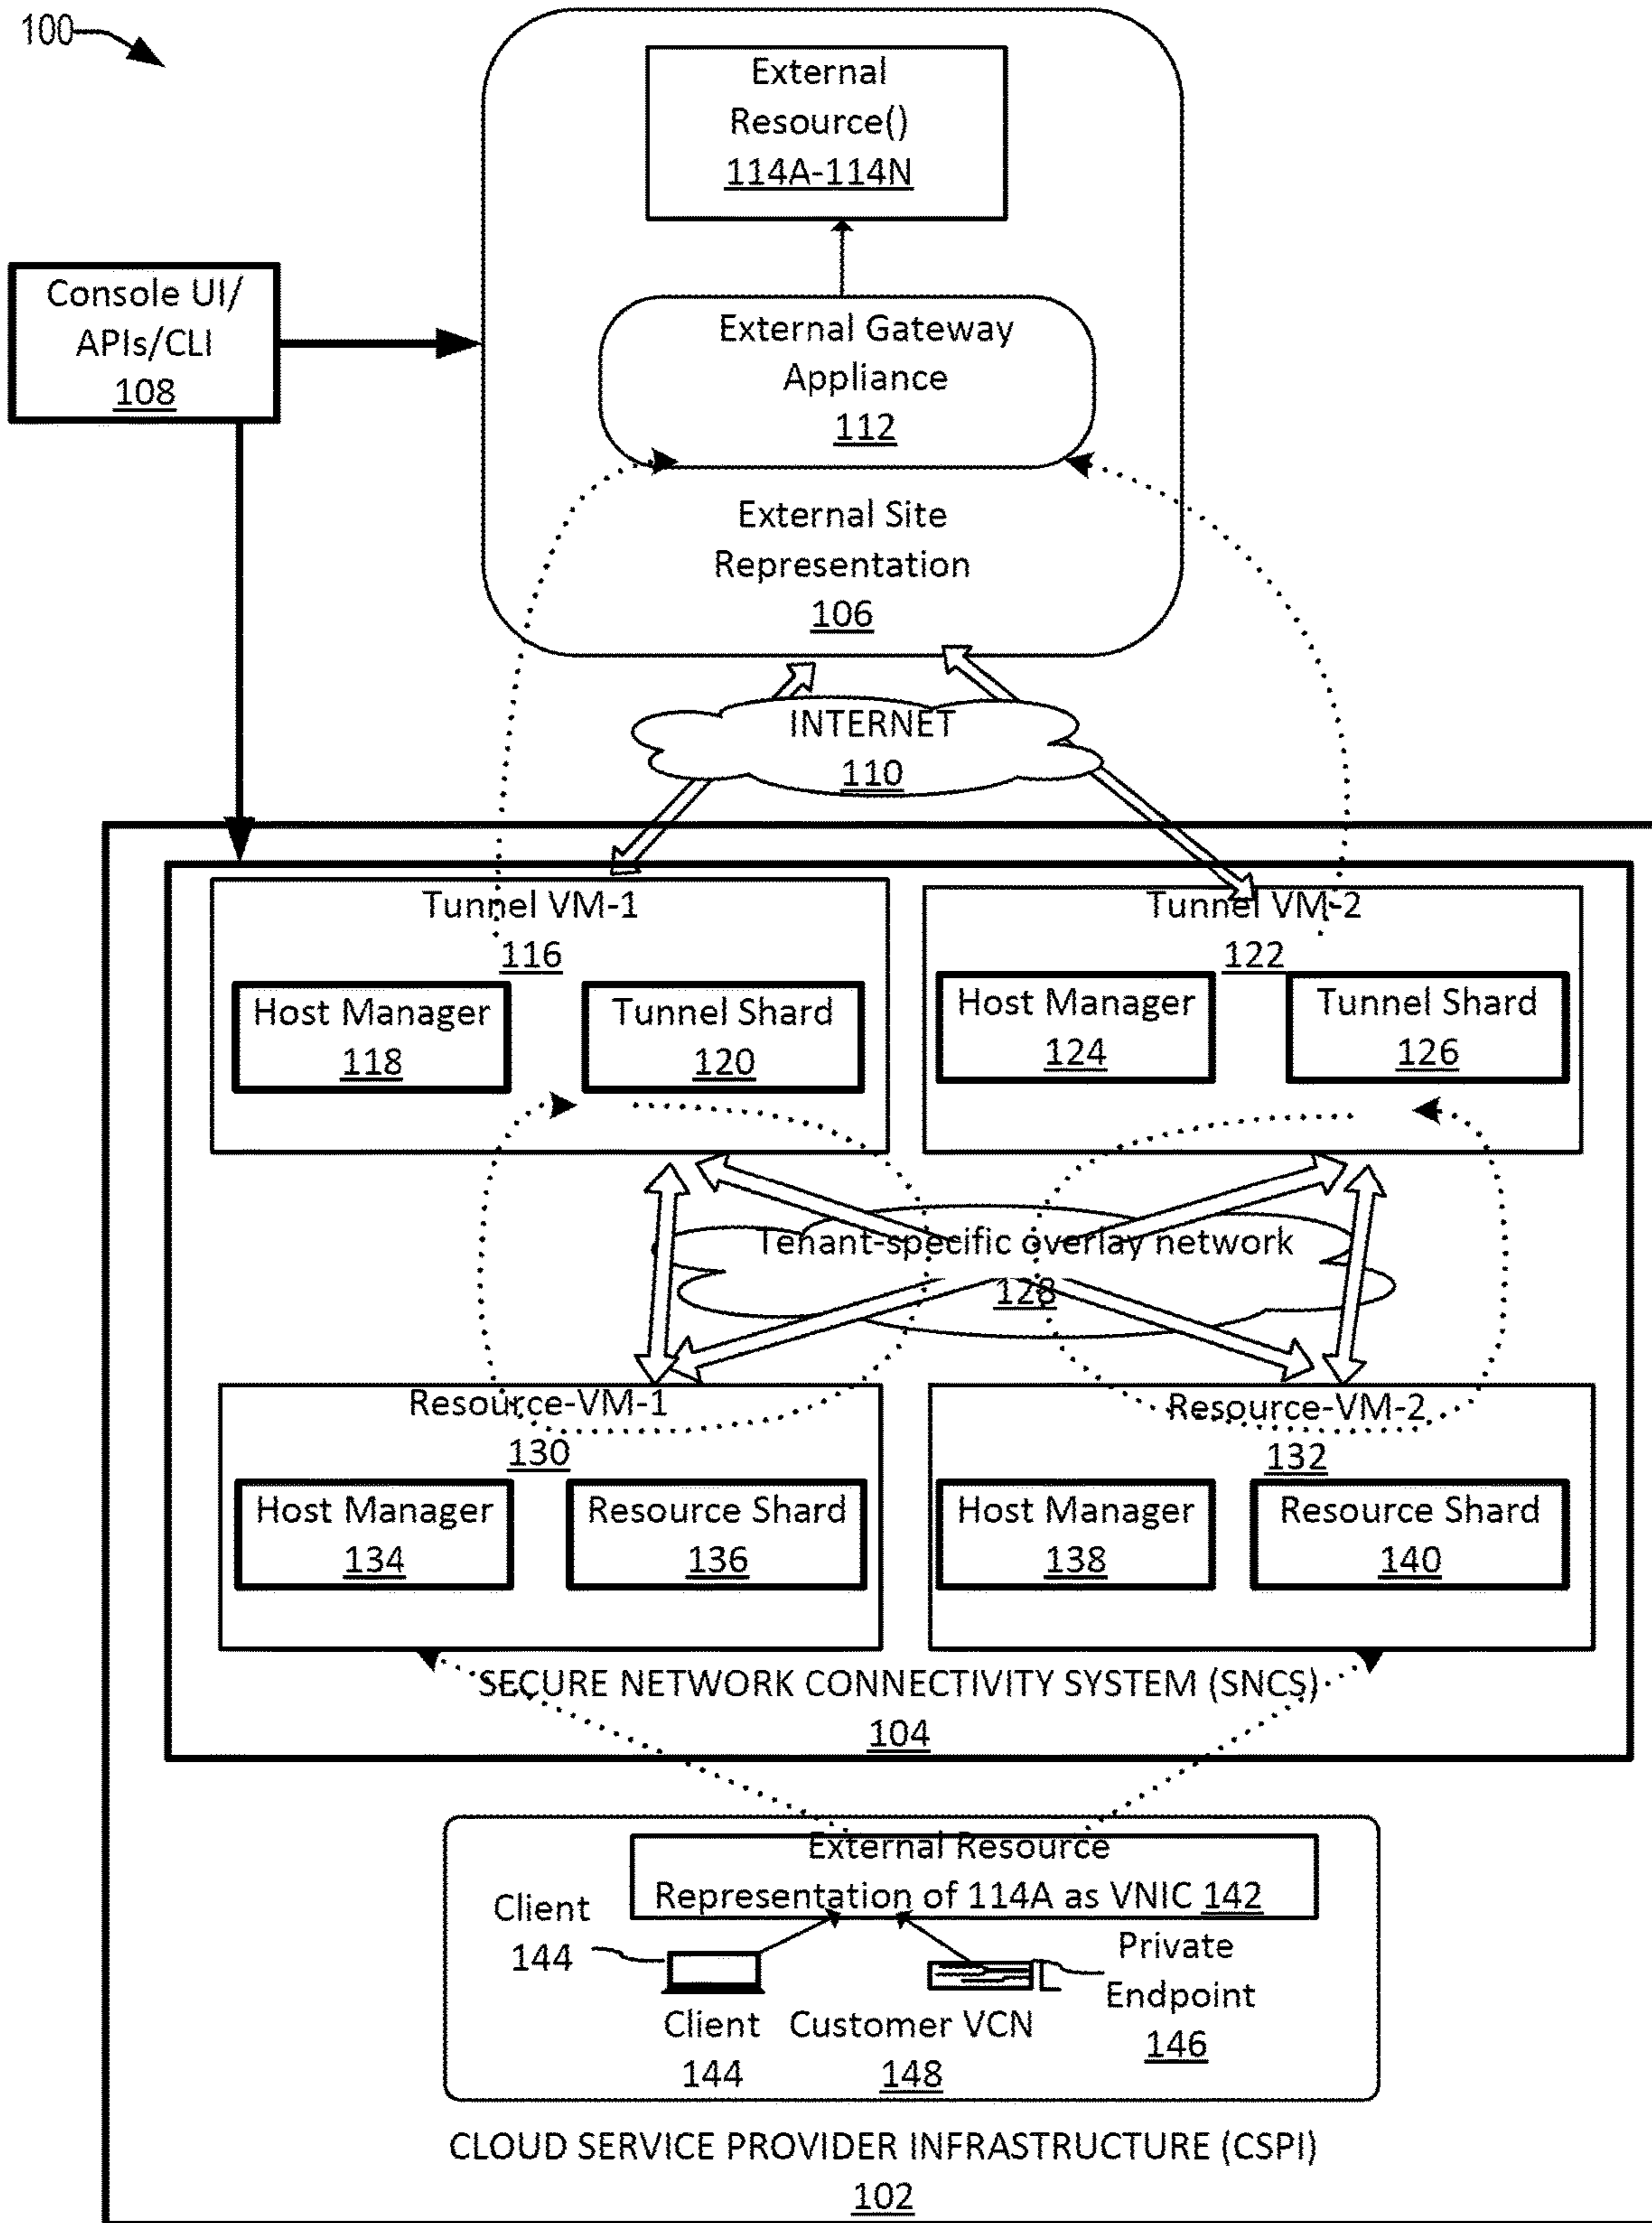 100
External
Resource()
114A-114N
Console UI/
APIs/CLI
108
External Gateway
Appliance
112
External Site
Representation
106
INTERNET
110
Tunnel VM-1
116
Host Manager
118
Tunnel Shard
120
Tunnel VM-2
122
Host Manager
124
Tunnel Shard
126
Tenant-specific overlay network
128
Resource-VM-1
130
Host Manager
134
Resource Shard
136
Resource-VM-2
132
Host Manager
138
Resource Shard
140
SECURE NETWORK CONNECTIVITY SYSTEM (SNCS)
104
External Resource
Representation of 114A as VNIC 142
Client
144
Private
Endpoint
146
Client
144
Customer VCN
148
CLOUD SERVICE PROVIDER INFRASTRUCTURE (CSPI)
102